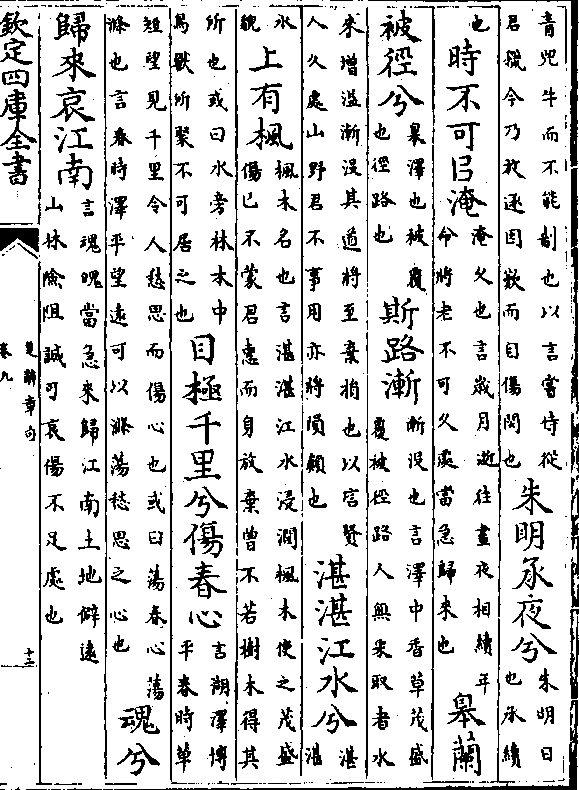 青兕牛而不能制也以言嘗侍從
君獵今乃放逐因歎而自傷閔也
朱明承夜兮
朱明日
也承續
也
時不可㠯淹
淹久也言歲月逝往晝夜相續年
命將老不可久處當急歸來也
皋蘭
被徑兮
皋澤也被覆
也徑路也
斯路漸
漸沒也言澤中香草茂盛
覆被徑路人無采取者水
來增溢漸沒其道將至棄捐也以言賢
人久處山野君不事用亦將隕顛也
湛湛江水兮
湛湛
水
貌
上有楓
楓木名也言湛湛江水浸潤楓木使之茂盛
傷已不蒙君惠而身放棄曾不若樹木得其
所也或曰水旁林木中
鳥獸所聚不可居之也
目極千里兮傷春心
言湖澤博
平春時草
短望見千里令人愁思而傷心也或曰蕩春心蕩
滌也言春時澤平望遠可以滌蕩愁思之心也
魂兮
歸來哀江南
言魂魄當急來歸江南土地僻遠
山林險阻誠可哀傷不足處也
欽定四庫全書
楚辭章句
卷九
十二